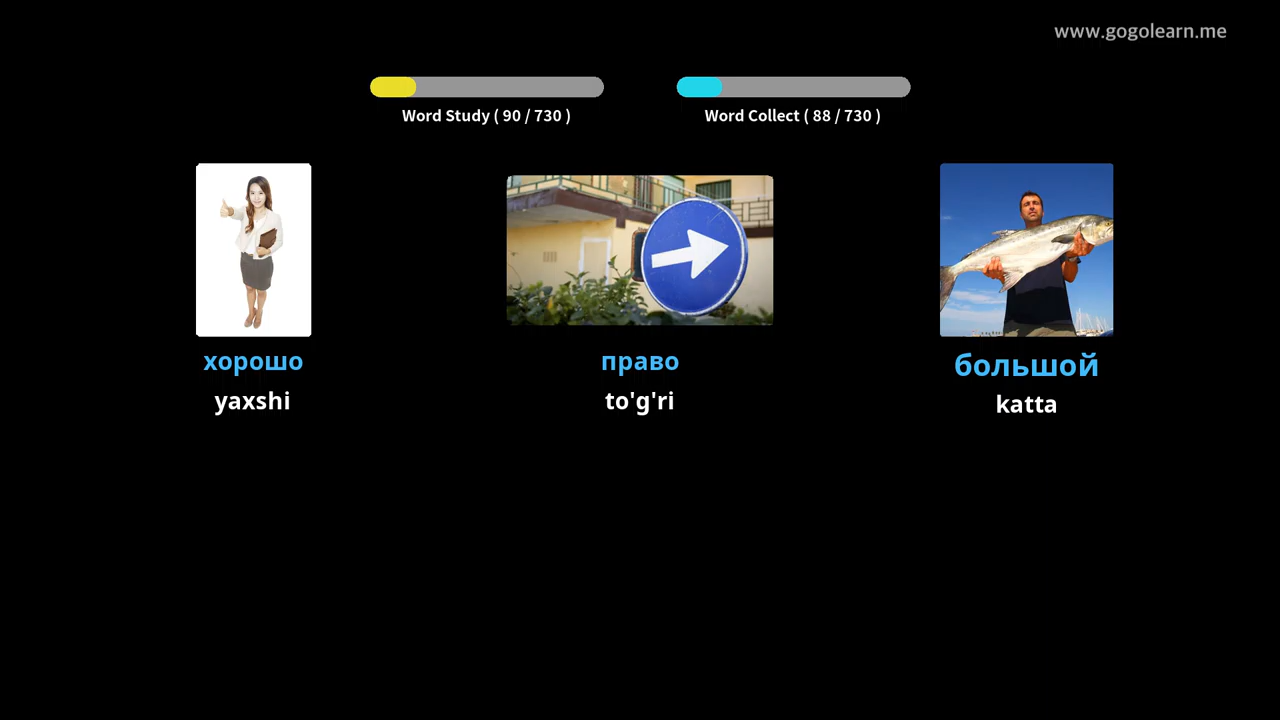 www.gogolearn.me
Word Study ( 90 / 730 )
Word Collect ( 88 / 730 )
хорошо
yaxshi
право
to'g'ri
большой
katta